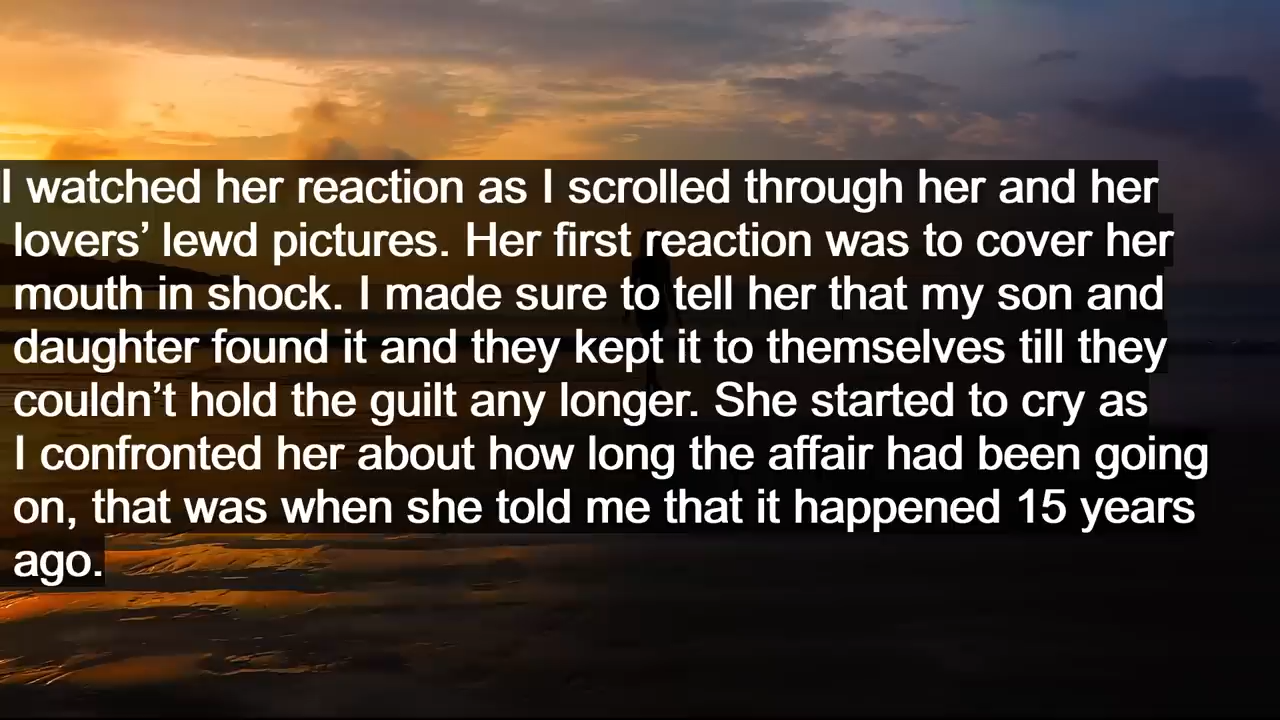 I watched her reaction as I scrolled through her and her
lovers’ lewd pictures. Her first reaction was to cover her
mouth in shock. I made sure to tell her that my son and
daughter found it and they kept it to themselves till they
couldn’t hold the guilt any longer. She started to cry as
I confronted her about how long the affair had been going
on, that was when she told me that it happened 15 years
ago.